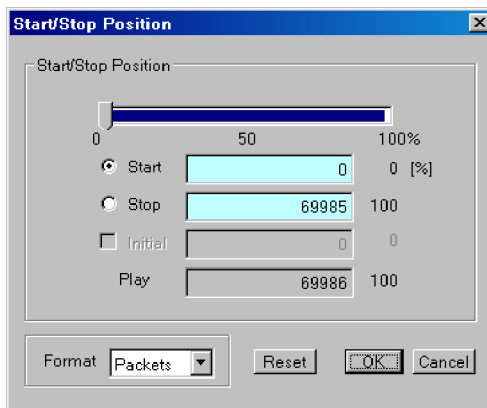 Start/Stop Position
Start/Stop Position
0 50 100%
Start 0 0 [%]
Stop 69985 100
Initial 0 0
Play 69986 100
Format Packets Reset OK Cancel